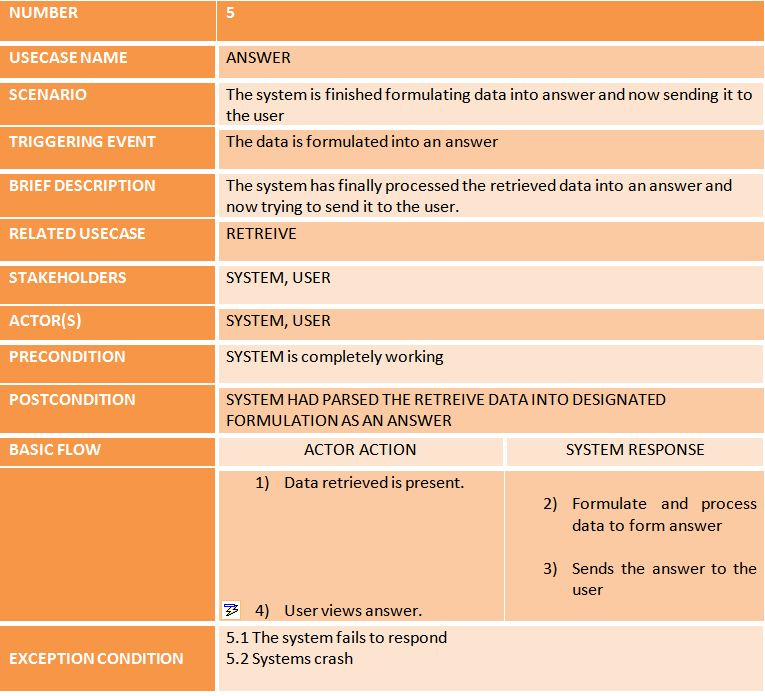 NUMBER 5
USECASE NAME ANSWER
SCENARIO The system is finished formulating data into answer and now sending it to
the user
TRIGGERING EVENT The data is formulated into an answer
BRIEF DESCRIPTION The system has finally processed the retrieved data into an answer and
now trying to send it to the user.
RELATED USECASE RETREIVE
STAKEHOLDERS SYSTEM, USER
ACTOR(S) SYSTEM, USER
PRECONDITION SYSTEM is completely working
POSTCONDITION SYSTEM HAD PARSED THE RETREIVE DATA INTO DESIGNATED
FORMULATION AS AN ANSWER
BASIC FLOW ACTOR ACTION SYSTEM RESPONSE
1) Data retrieved is present.
2) Formulate and process
data to form answer
3) Sends the answer to the
user
4) User views answer.
EXCEPTION CONDITION
5.1 The system fails to respond
5.2 Systems crash